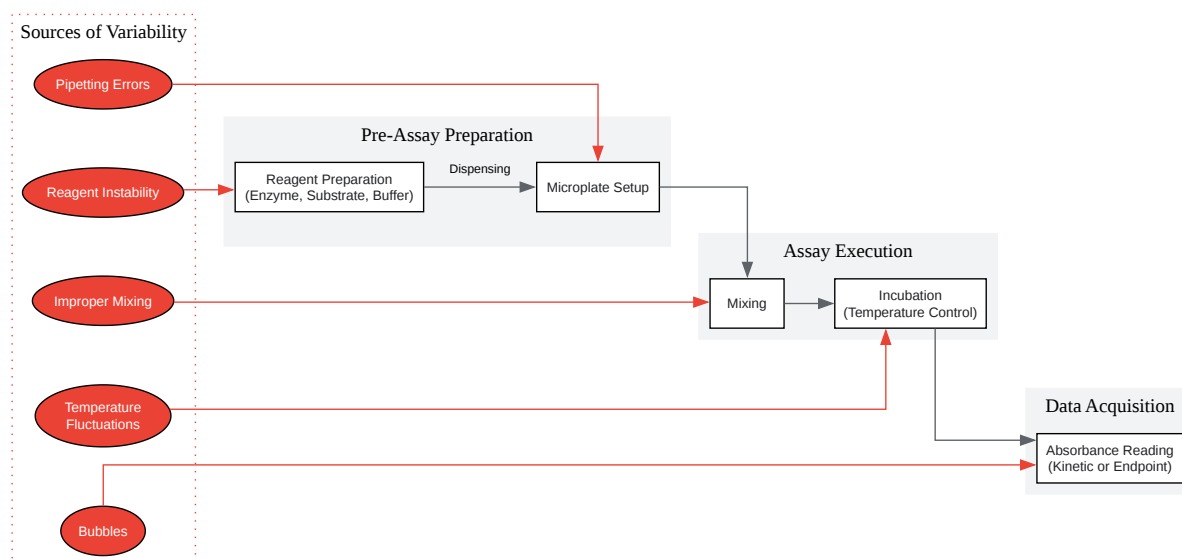 Sources of Variability
Pipetting Errors
Reagent Instability
Improper Mixing
Temperature
Fluctuations
Bubbles
Pre-Assay Preparation
Reagent Preparation
(Enzyme, Substrate, Buffer)
Dispensing
Microplate Setup
Assay Execution
Mixing
Incubation
(Temperature Control)
Data Acquisition
Absorbance Reading
(Kinetic or Endpoint)